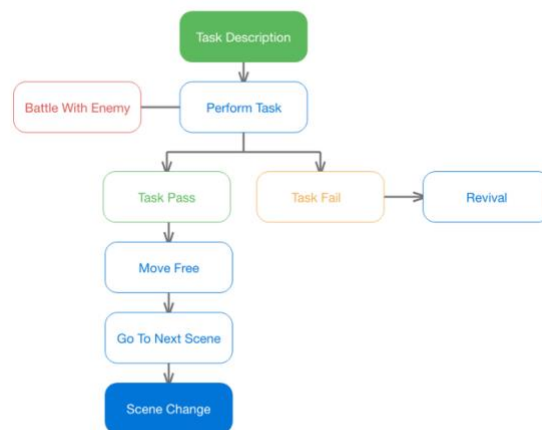 Task Description
Battle With Enemy
Perform Task
Task Pass
Task Fail
Revival
Move Free
Go To Next Scene
Scene Change